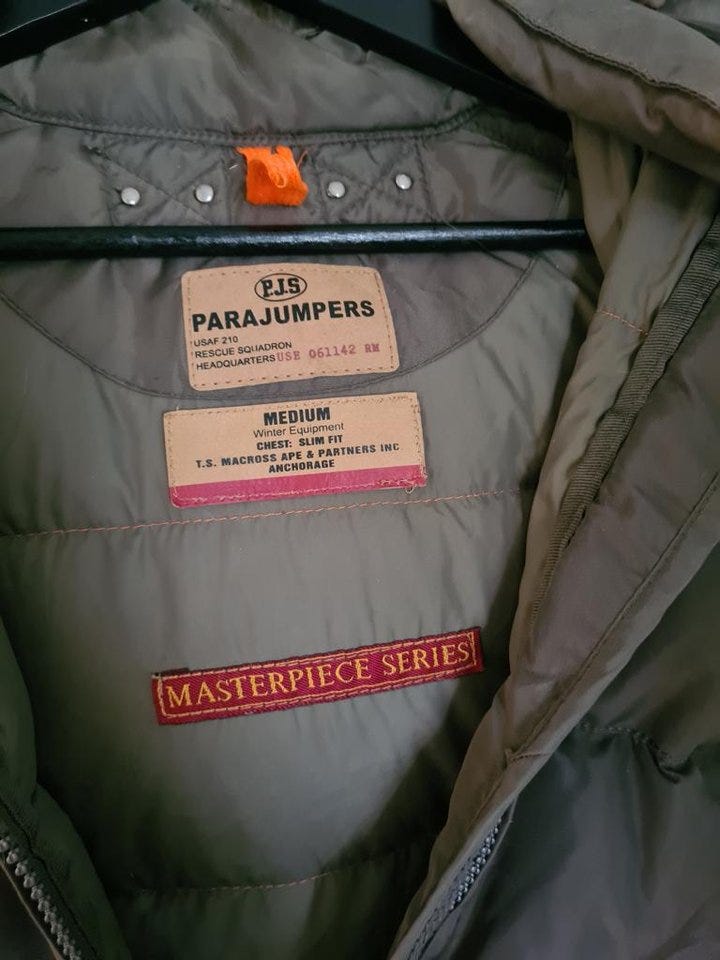 P.J.S
PARAJUMPERS
USAF 210
RESCUE SQUADRON
HEADQUARTERS USE 061142 RM
MEDIUM
Winter Equipment
CHEST: SLIM FIT
T.S. MACROSS APE & PARTNERS INC
ANCHORAGE
MASTERPIECE SERIES